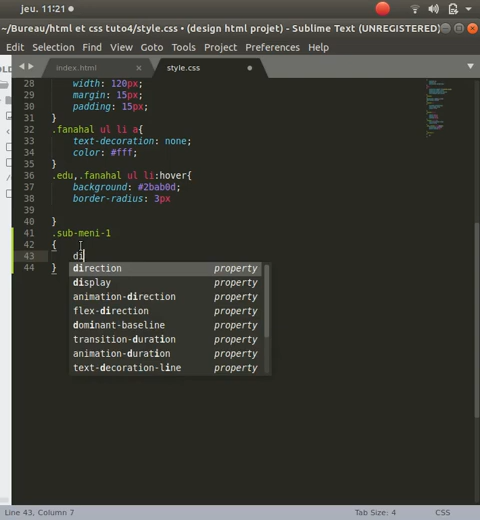 jeu. 11:21
~/Bureau/html et css tuto4/style.css • (design html projet) - Sublime Text (UNREGISTERED)
Edit Selection Find View Goto Tools Project Preferences Help
index.html × style.css
28 width: 120px;
29 margin: 15px;
30 padding: 15px;
31 }
32 .fanahal ul li a{
33 text-decoration: none;
34 color: #fff;
35 }
36 .edu,.fanahal ul li:hover{
37 background: #2bab0d;
38 border-radius: 3px
39
40 }
41 .sub-meni-1
42 {
43 di
44 }
direction property
display property
animation-direction property
flex-direction property
dominant-baseline property
transition-duration property
animation-duration property
text-decoration-line property
Line 43, Column 7 Tab Size: 4 CSS